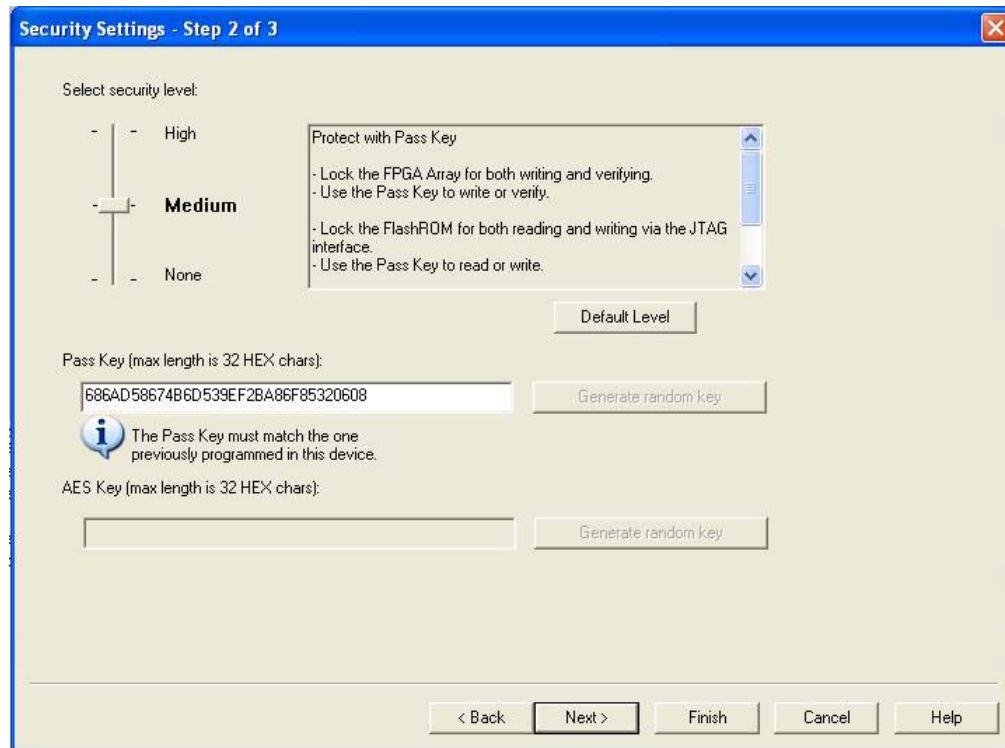 Security Settings - Step 2 of 3
Select security level:
High
Medium
None
Protect with Pass Key
- Lock the FPGA Array for both writing and verifying.
- Use the Pass Key to write or verify.
- Lock the FlashROM for both reading and writing via the JTAG
interface.
- Use the Pass Key to read or write.
Default Level
Pass Key (max length is 32 HEX chars):
686AD58674B6D539EF2BA86F85320608
Generate random key
The Pass Key must match the one
previously programmed in this device.
AES Key (max length is 32 HEX chars):
Generate random key
< Back
Next >
Finish
Cancel
Help